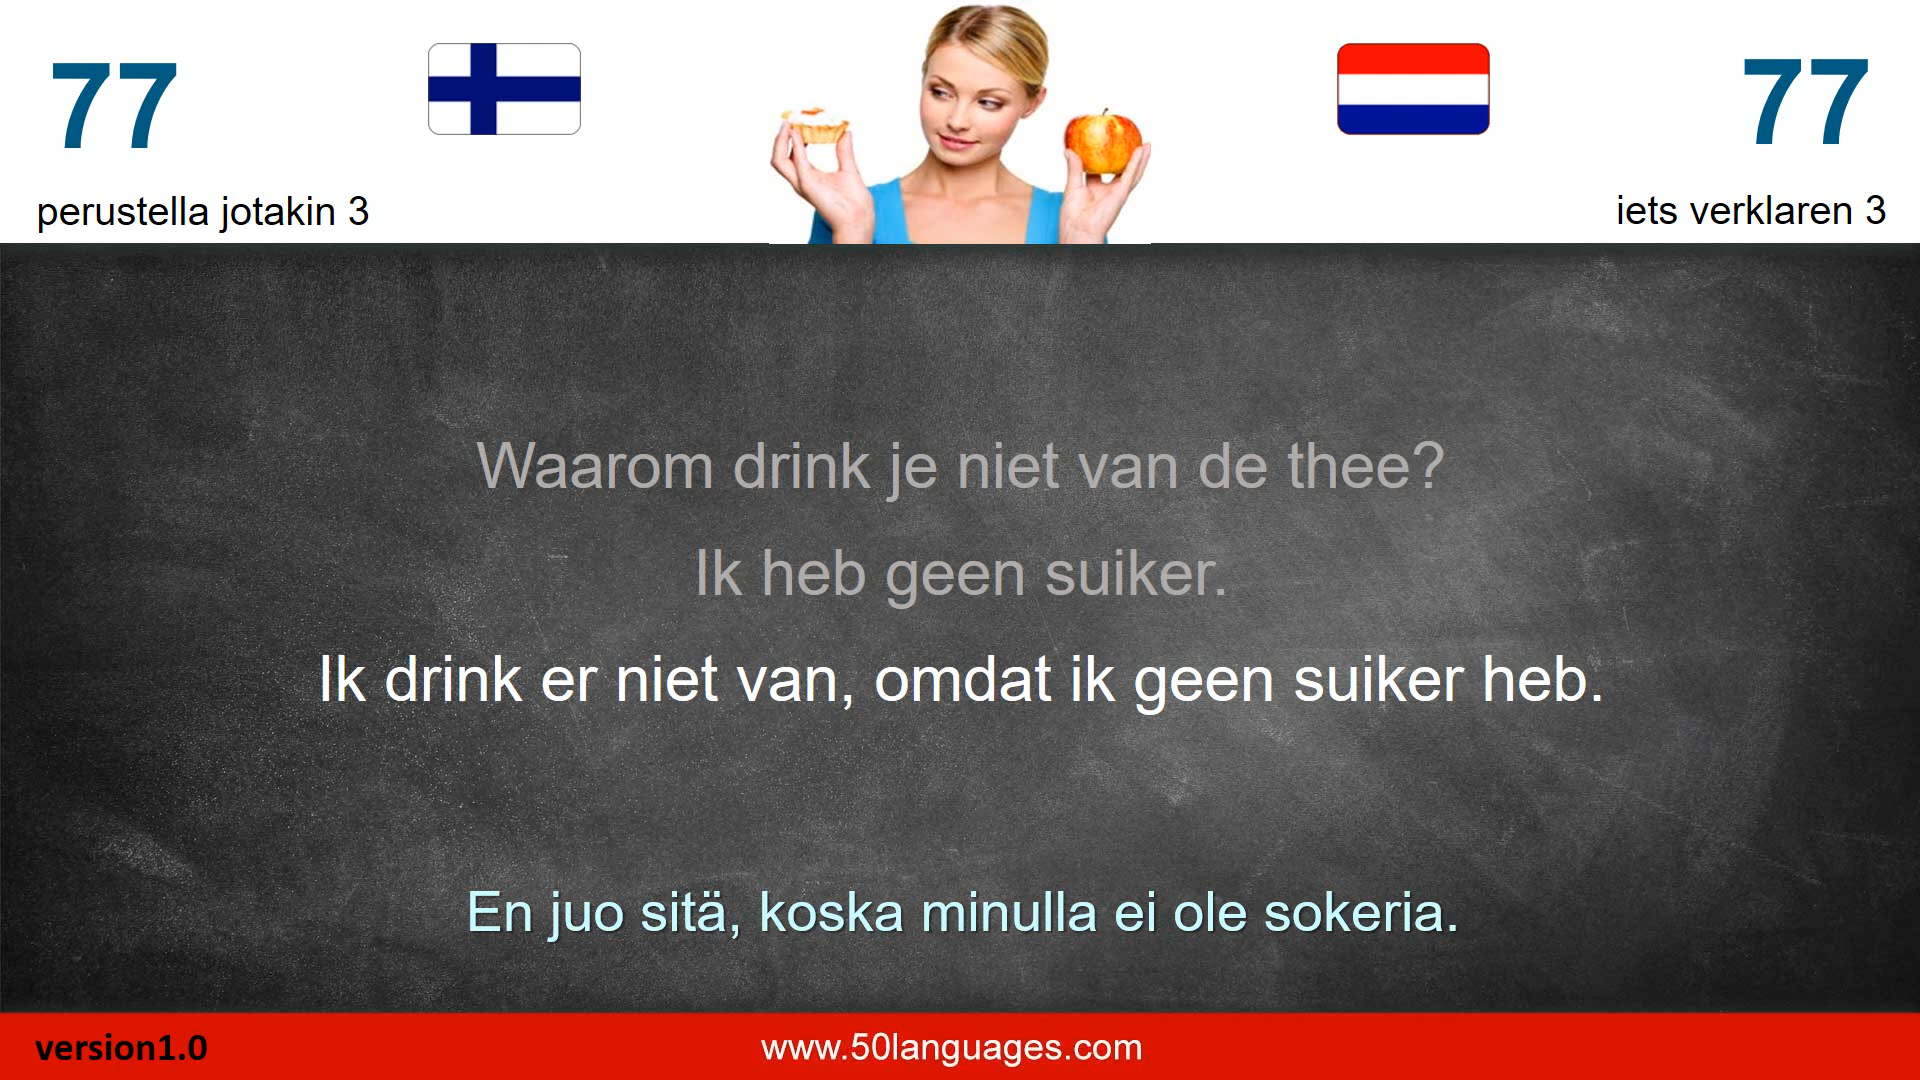 77
77
perustella jotakin 3
iets verklaren 3
Waarom drink je niet van de thee?
Ik heb geen suiker.
Ik drink er niet van, omdat ik geen suiker heb.
En juo sitä, koska minulla ei ole sokeria.
version1.0
www.50languages.com